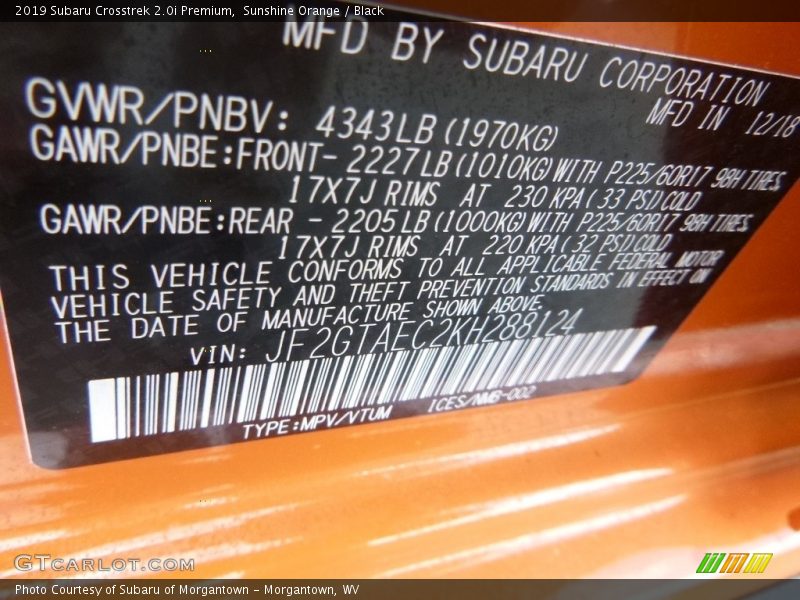 2019 Subaru Crosstrek 2.0i Premium,  Sunshine Orange / Black
MFD BY SUBARU CORPORATION
MFD IN 12/18
GVWR/PNBV: 4343LB (1970KG)
GAWR/PNBE:FRONT- 2227LB (1010KG) WITH P225/60R17 98H TIRES
17X7J RIMS AT 230 KPA ( 33 PSI) COLD
GAWR/PNBE:REAR - 2205LB (1000KG) WITH P225/60R17 98H TIRES
17X7J RIMS AT 220 KPA ( 32 PSI) COLD
THIS VEHICLE CONFORMS TO ALL APPLICABLE FEDERAL MOTOR
VEHICLE SAFETY AND THEFT PREVENTION STANDARDS IN EFFECT ON
THE DATE OF MANUFACTURE SHOWN ABOVE.
VIN: JF2GTAEC2KH288124
TYPE:MPV/VTUM ICES/NMB-002
GTCARLOT.COM
Photo Courtesy of Subaru of Morgantown - Morgantown, WV